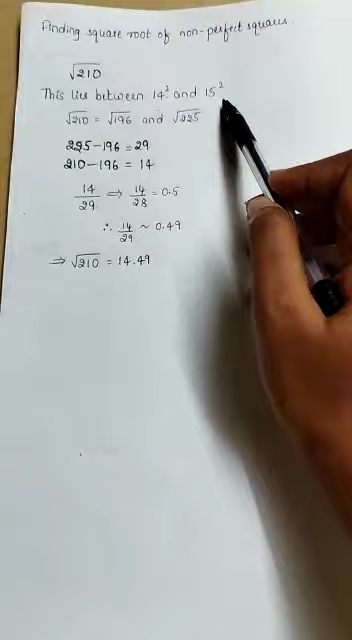 Finding square root of non-perfect squares.
√210
This lies between 14² and 15²
√210 = √196 and √225
225-196 = 29
210-196 = 14
14/29 ⇒ 14/28 = 0.5
∴ 14/29 ~ 0.49
⇒ √210 = 14.49